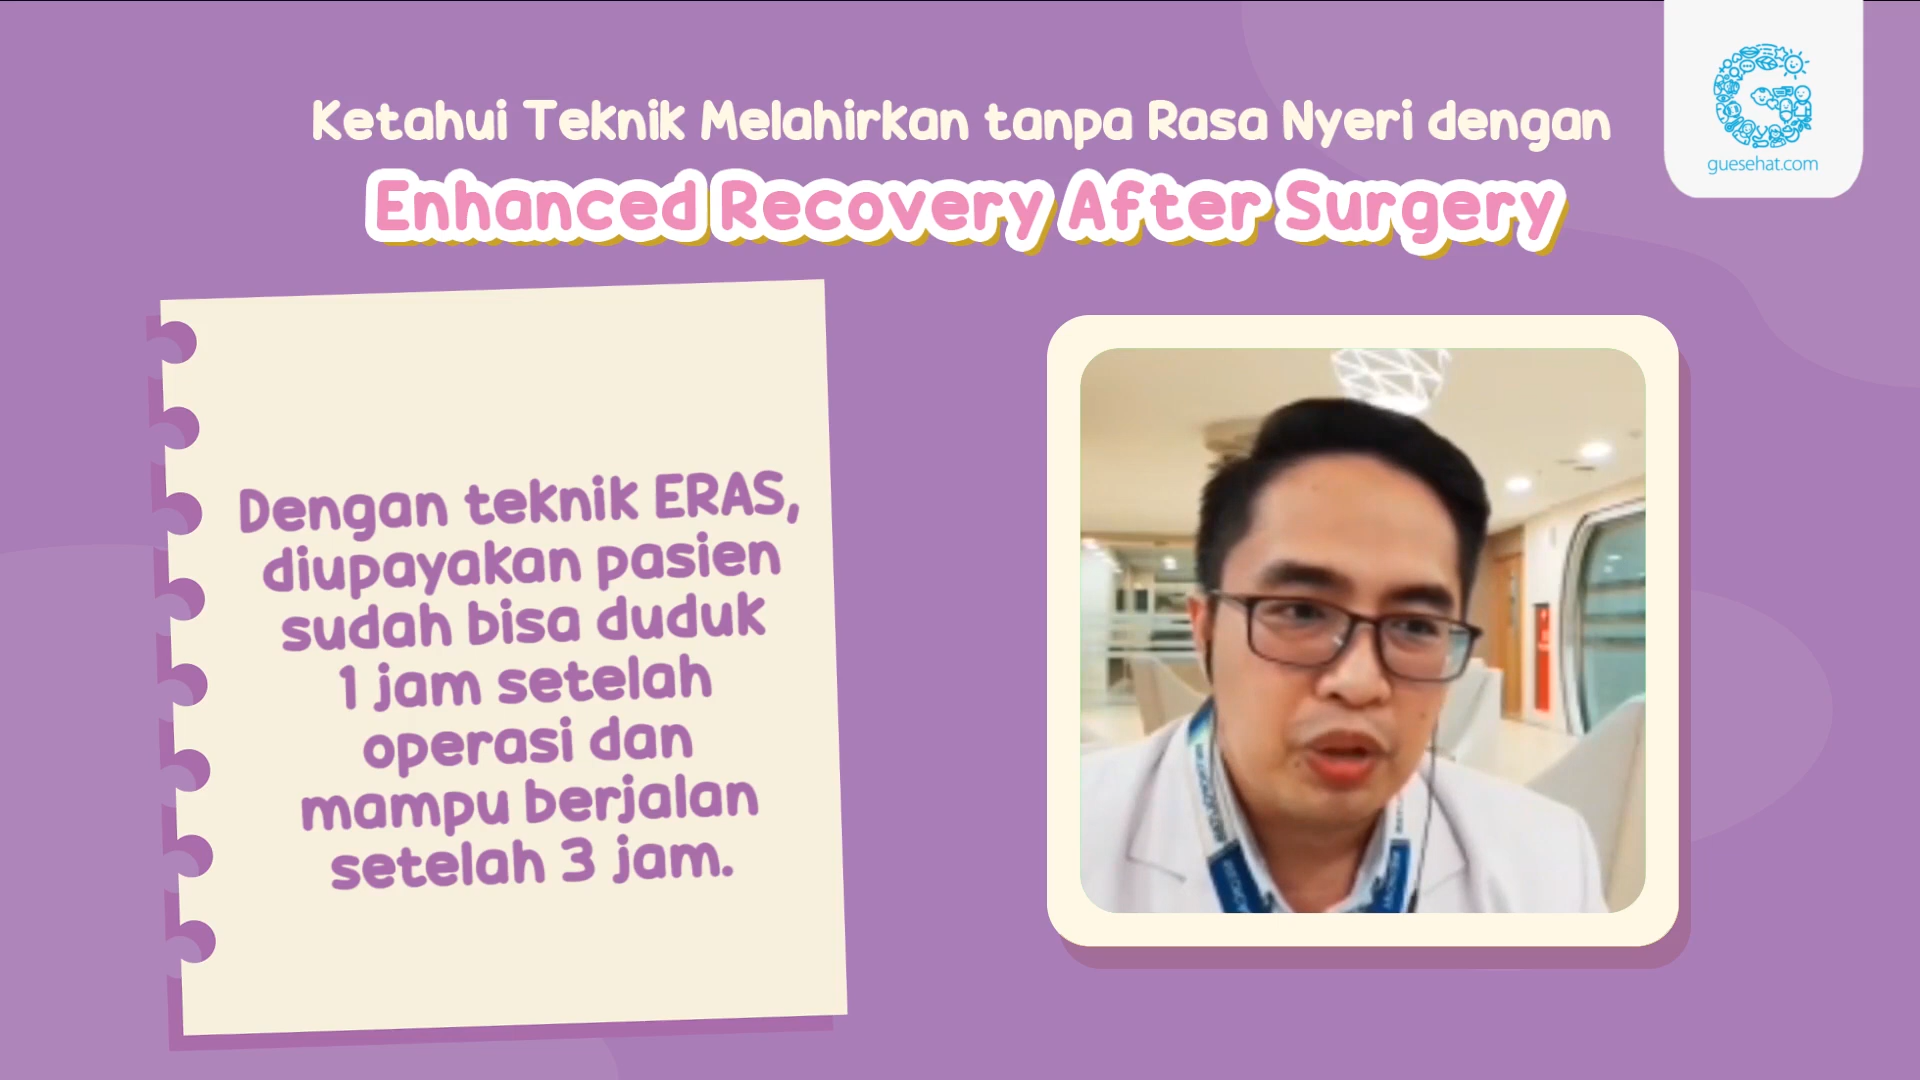 Ketahui Teknik Melahirkan tanpa Rasa Nyeri dengan
Enhanced Recovery After Surgery
guesehat.com
Dengan teknik ERAS,
diupayakan pasien
sudah bisa duduk
1 jam setelah
operasi dan
mampu berjalan
setelah 3 jam.